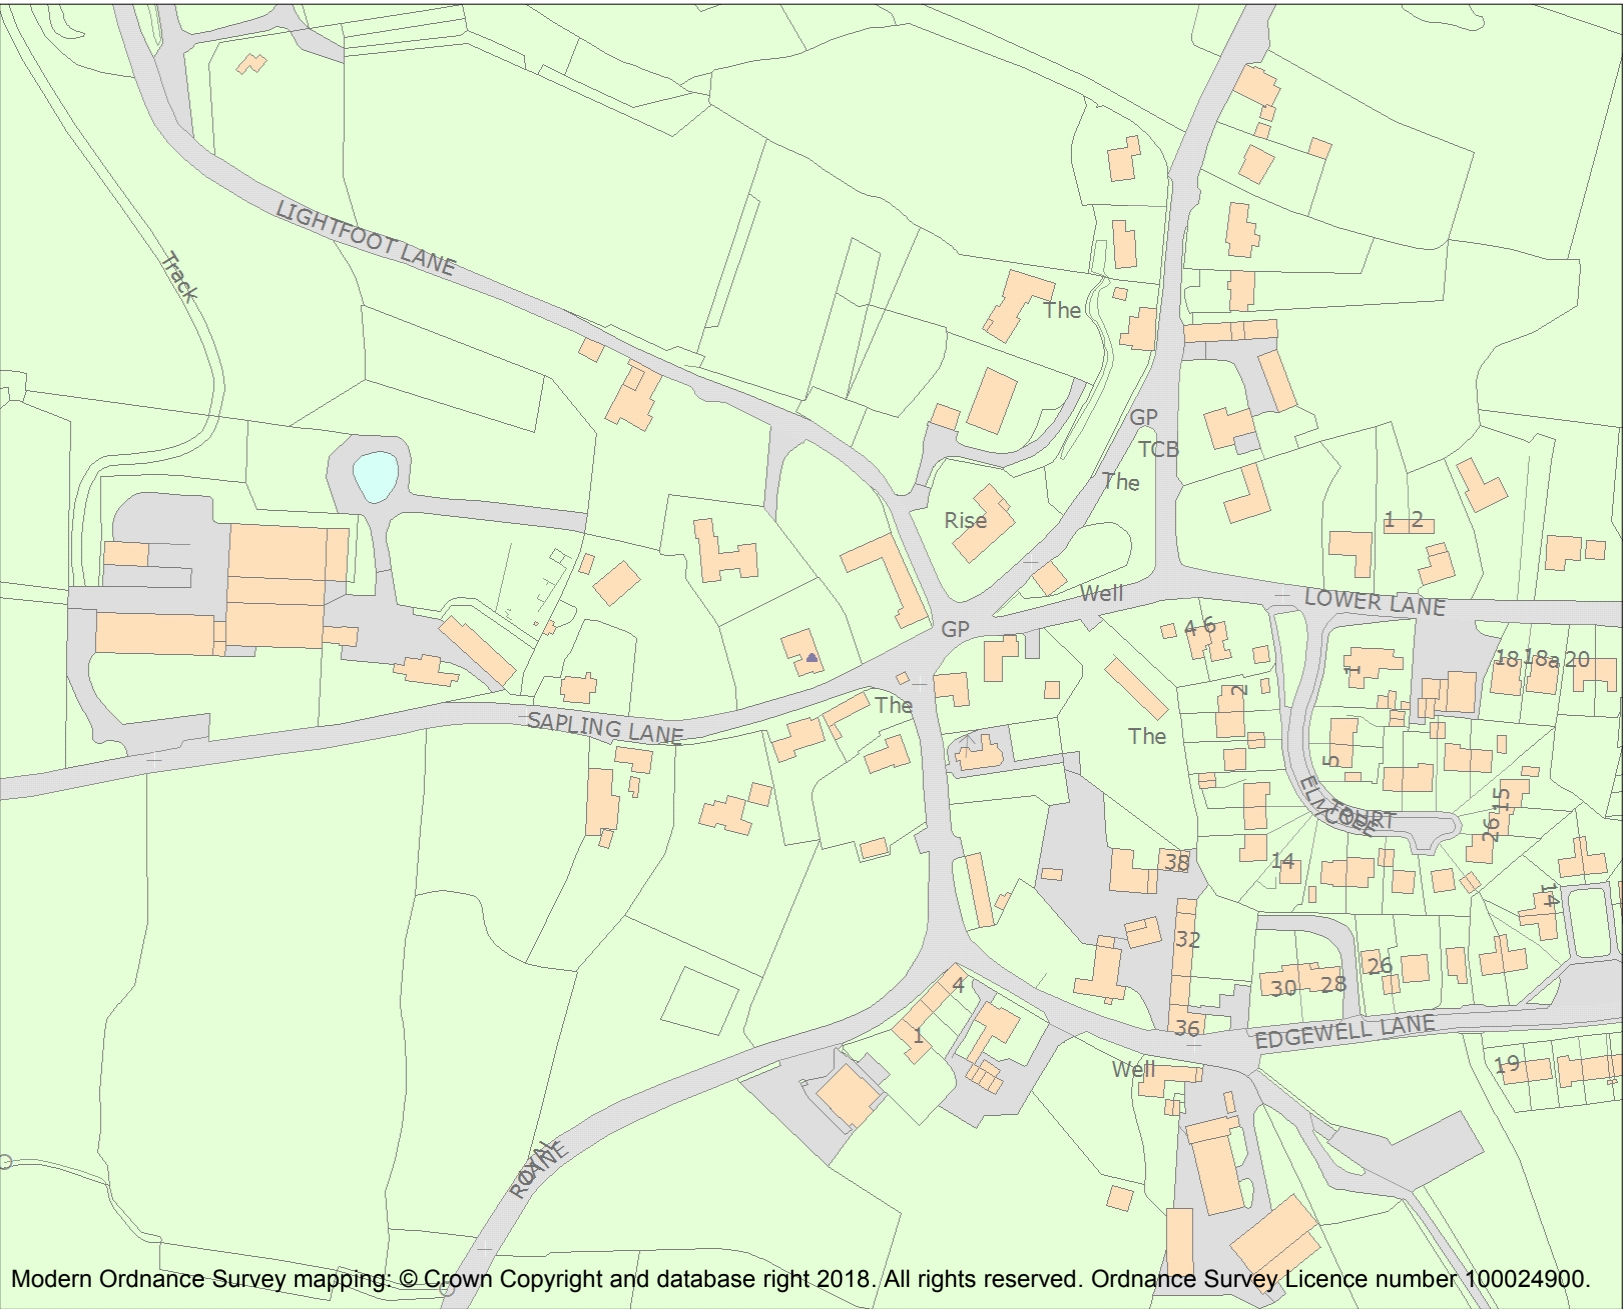 LIGHTFOOT LANE
Track
The
GP
TCB
The
Rise
1 2
Well
LOWER LANE
GP
4 6
1
18 18a 20
2
The
SAPLING LANE
The
5
ELM TREE
COURT
15
26
38
14
14
32
4
26
30 28
1
36
EDGEWELL LANE
Well
19
ROYAL
LANE
Modern Ordnance Survey mapping: © Crown Copyright and database right 2018. All rights reserved. Ordnance Survey Licence number 100024900.